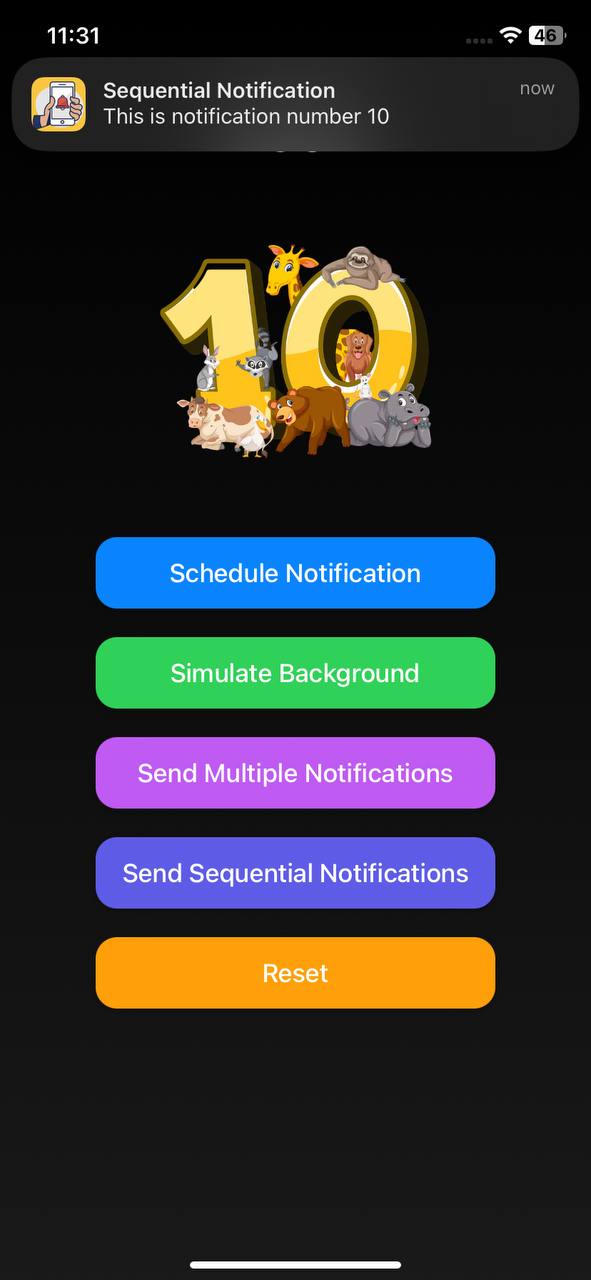 11:31
46
Sequential Notification
now
This is notification number 10
10
Schedule Notification
Simulate Background
Send Multiple Notifications
Send Sequential Notifications
Reset